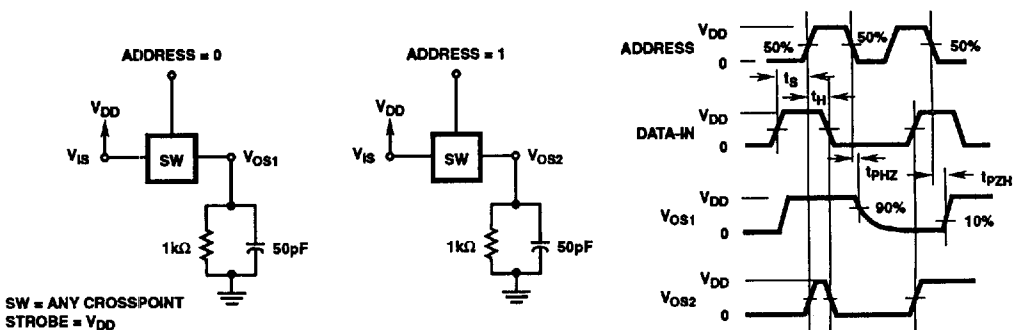 ADDRESS = 0
V_DD
V_IS
SW
V_OS1
1kΩ
50pF
SW = ANY CROSSPOINT
STROBE = V_DD
ADDRESS = 1
V_DD
V_IS
SW
V_OS2
1kΩ
50pF
ADDRESS
V_DD
0
50%
50%
50%
t_S
t_H
DATA-IN
V_DD
0
t_PHZ
t_PZH
V_OS1
V_DD
0
90%
10%
V_OS2
V_DD
0